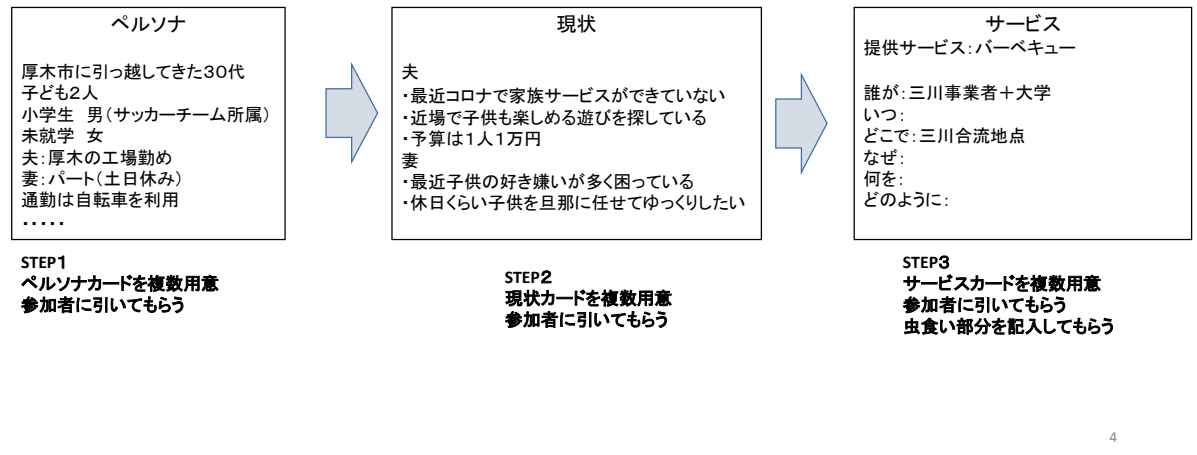 ペルソナ
厚木市に引っ越してきた30代
子ども2人
小学生　男(サッカーチーム所属)
未就学　女
夫:厚木の工場勤め
妻:パート(土日休み)
通勤は自転車を利用
・・・・・
STEP1
ペルソナカードを複数用意
参加者に引いてもらう
現状
夫
・最近コロナで家族サービスができていない
・近場で子供も楽しめる遊びを探している
・予算は1人1万円
妻
・最近子供の好き嫌いが多く困っている
・休日くらい子供を旦那に任せてゆっくりしたい
STEP2
現状カードを複数用意
参加者に引いてもらう
サービス
提供サービス:バーベキュー
誰が:三川事業者+大学
いつ:
どこで:三川合流地点
なぜ:
何を:
どのように:
STEP3
サービスカードを複数用意
参加者に引いてもらう
虫食い部分を記入してもらう
4